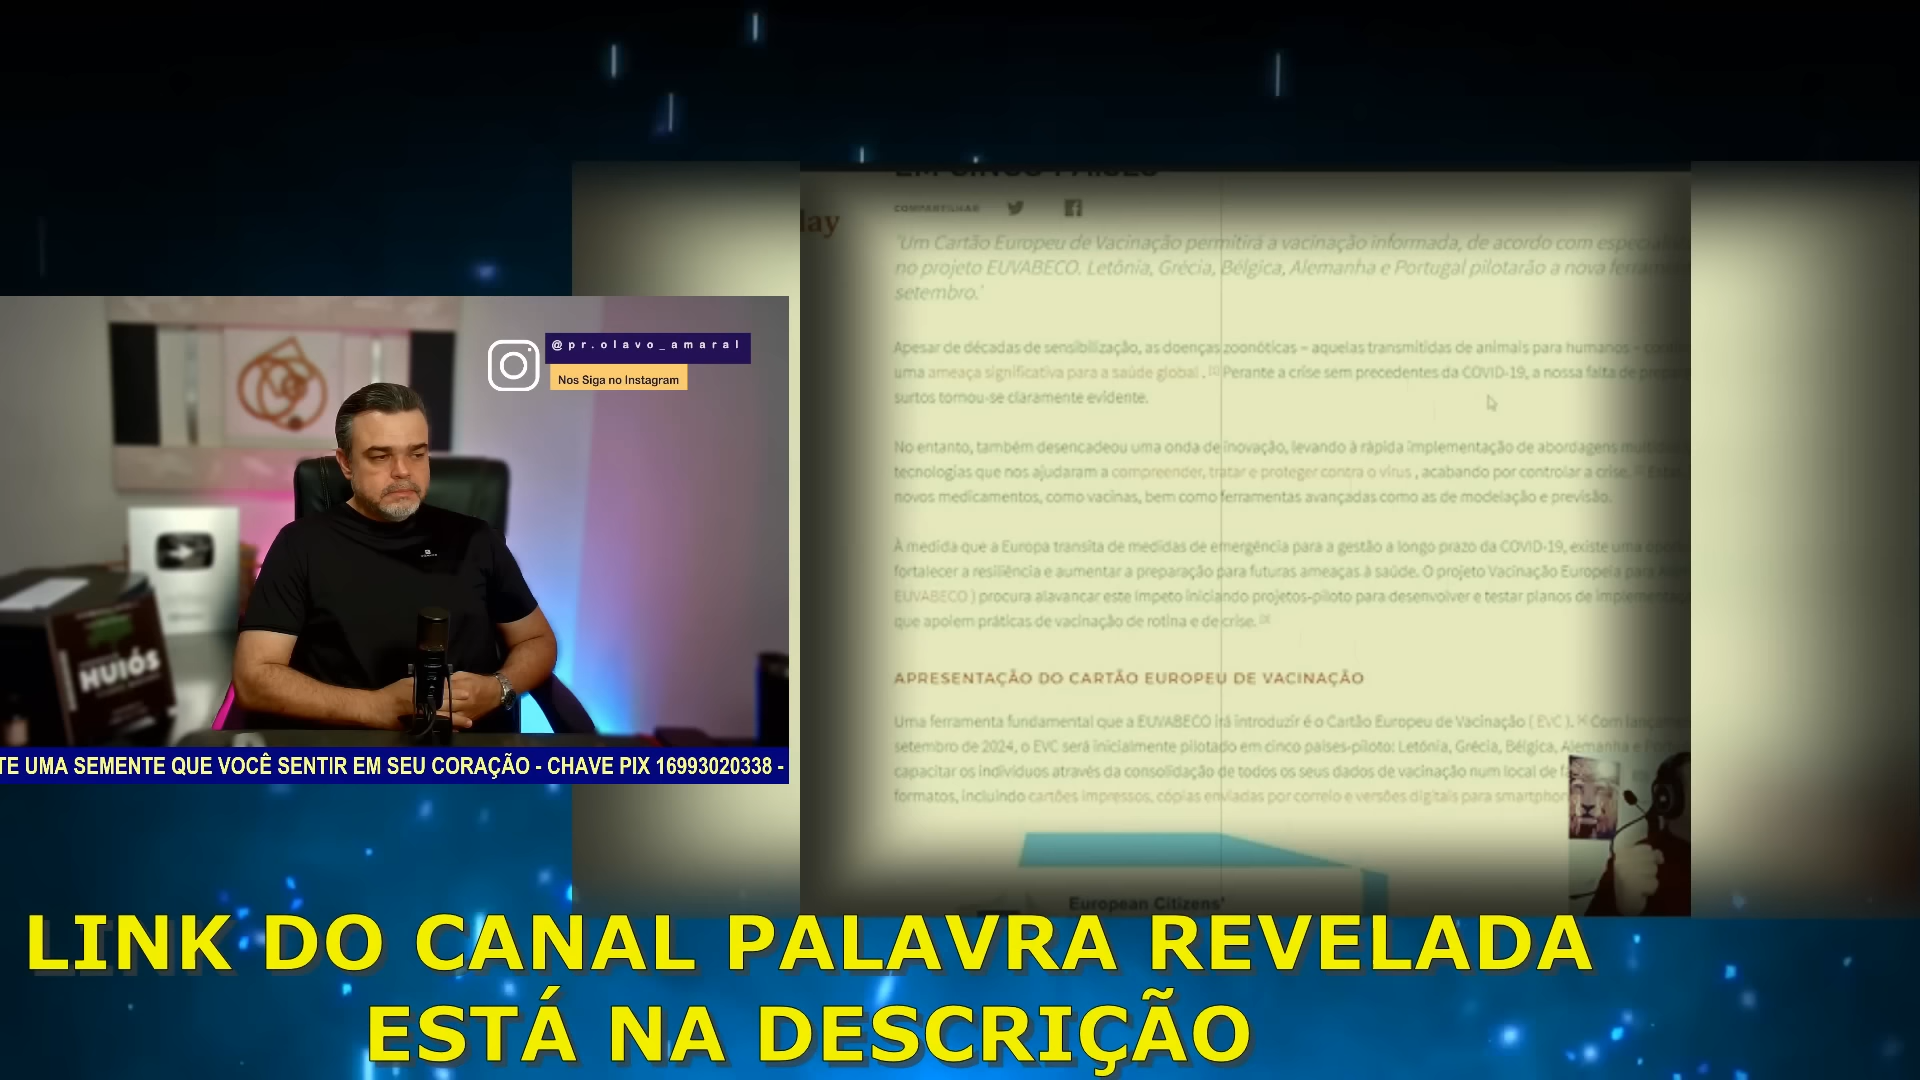 EM CINCO PAÍSES
lay
COMPARTILHAR
'Um Cartão Europeu de Vacinação permitirá a vacinação informada, de acordo com
no projeto EUVABECO. Letônia, Grécia, Bélgica, Alemanha e Portugal pilotarão a nova
setembro.'
Apesar de décadas de sensibilização, as doenças zoonóticas – aquelas transmitidas de animais para humanos –
uma ameaça significativa para a saúde global . [1] Perante a crise sem precedentes da COVID-19, a nossa falta de
surtos tornou-se claramente evidente.
No entanto, também desencadeou uma onda de inovação, levando à rápida implementação de abordagens
tecnologias que nos ajudaram a compreender, tratar e proteger contra o vírus , acabando por controlar a crise.
novos medicamentos, como vacinas, bem como ferramentas avançadas como as de modelação e previsão.
À medida que a Europa transita de medidas de emergência para a gestão a longo prazo da COVID-19, existe uma
fortalecer a resiliência e aumentar a preparação para futuras ameaças à saúde. O projeto Vacinação Europeia para
EUVABECO ) procura alavancar este ímpeto iniciando projetos-piloto para desenvolver e testar planos de
que apoiem práticas de vacinação de rotina e de crise. [3]
APRESENTAÇÃO DO CARTÃO EUROPEU DE VACINAÇÃO
Uma ferramenta fundamental que a EUVABECO irá introduzir é o Cartão Europeu de Vacinação ( EVC ). [4] Com
setembro de 2024, o EVC será inicialmente pilotado em cinco países-piloto: Letônia, Grécia, Bélgica, Alemanha e
capacitar os indivíduos através da consolidação de todos os seus dados de vacinação num local de
formatos, incluindo cartões impressos, cópias enviadas por correio e versões digitais para
European Citizens'
@pr.olavo_amaral
Nos Siga no Instagram
HUIÓS
TE UMA SEMENTE QUE VOCÊ SENTIR EM SEU CORAÇÃO - CHAVE PIX 16993020338 -
LINK DO CANAL PALAVRA REVELADA
ESTÁ NA DESCRIÇÃO